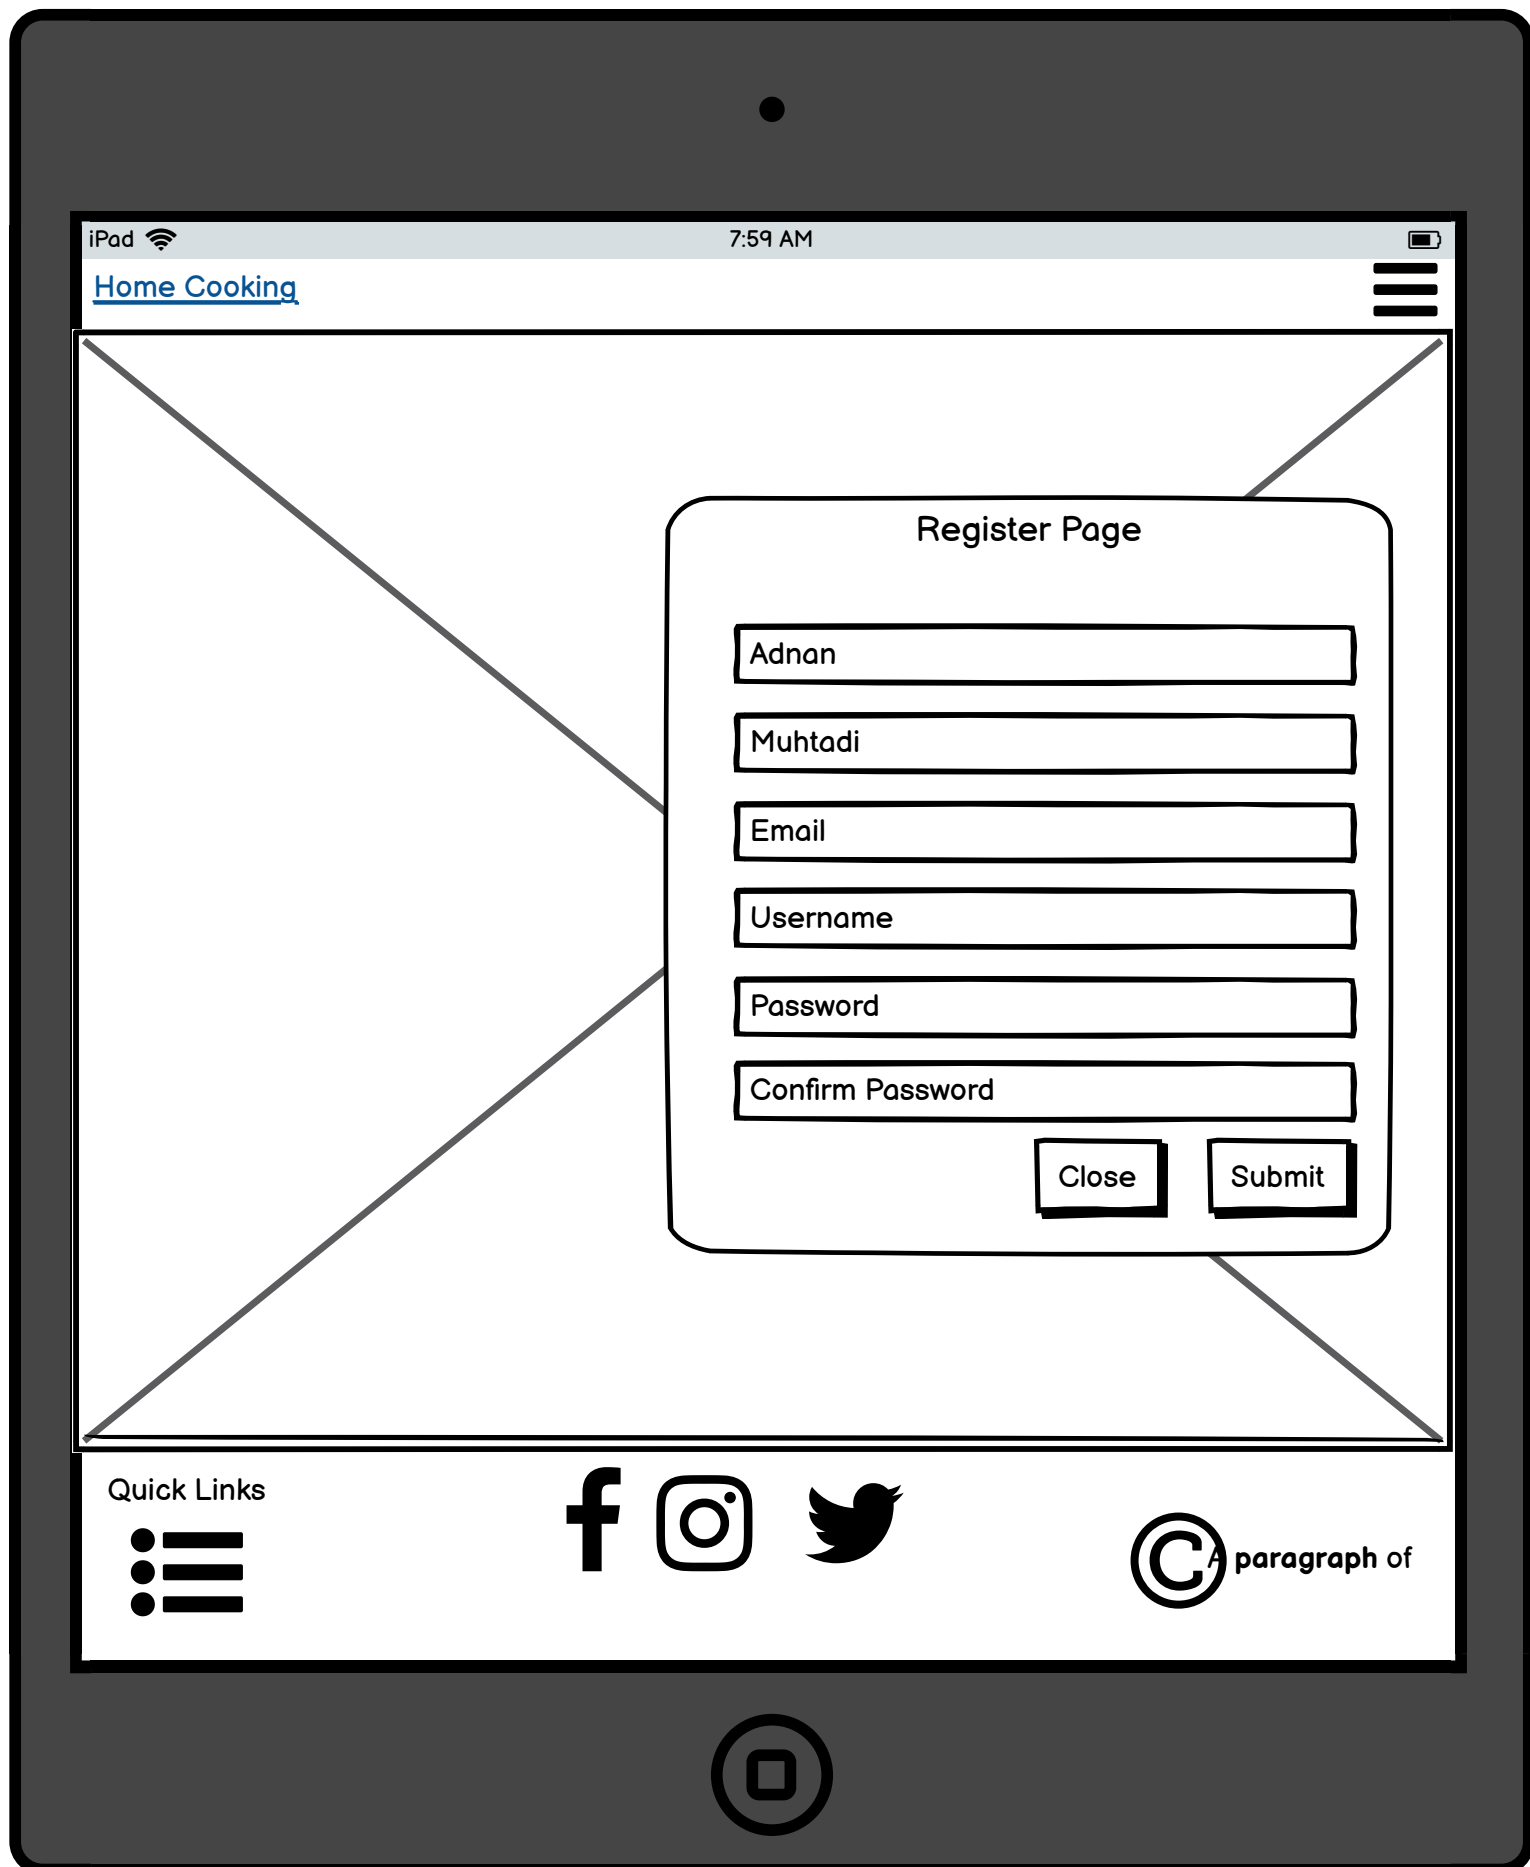 iPad 7:59 AM
Home Cooking
Register Page
Adnan
Muhtadi
Email
Username
Password
Confirm Password
Close Submit
Quick Links
© A paragraph of